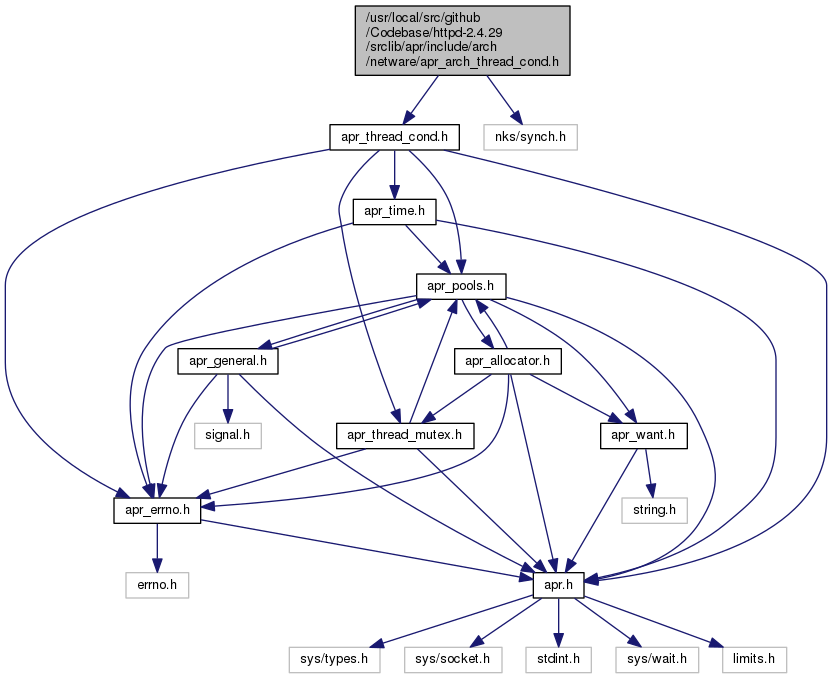 /usr/local/src/github
/Codebase/httpd-2.4.29
/srclib/apr/include/arch
/netware/apr_arch_thread_cond.h
apr_thread_cond.h
nks/synch.h
apr_time.h
apr_pools.h
apr_general.h
apr_allocator.h
signal.h
apr_thread_mutex.h
apr_want.h
apr_errno.h
string.h
errno.h
apr.h
sys/types.h
sys/socket.h
stdint.h
sys/wait.h
limits.h